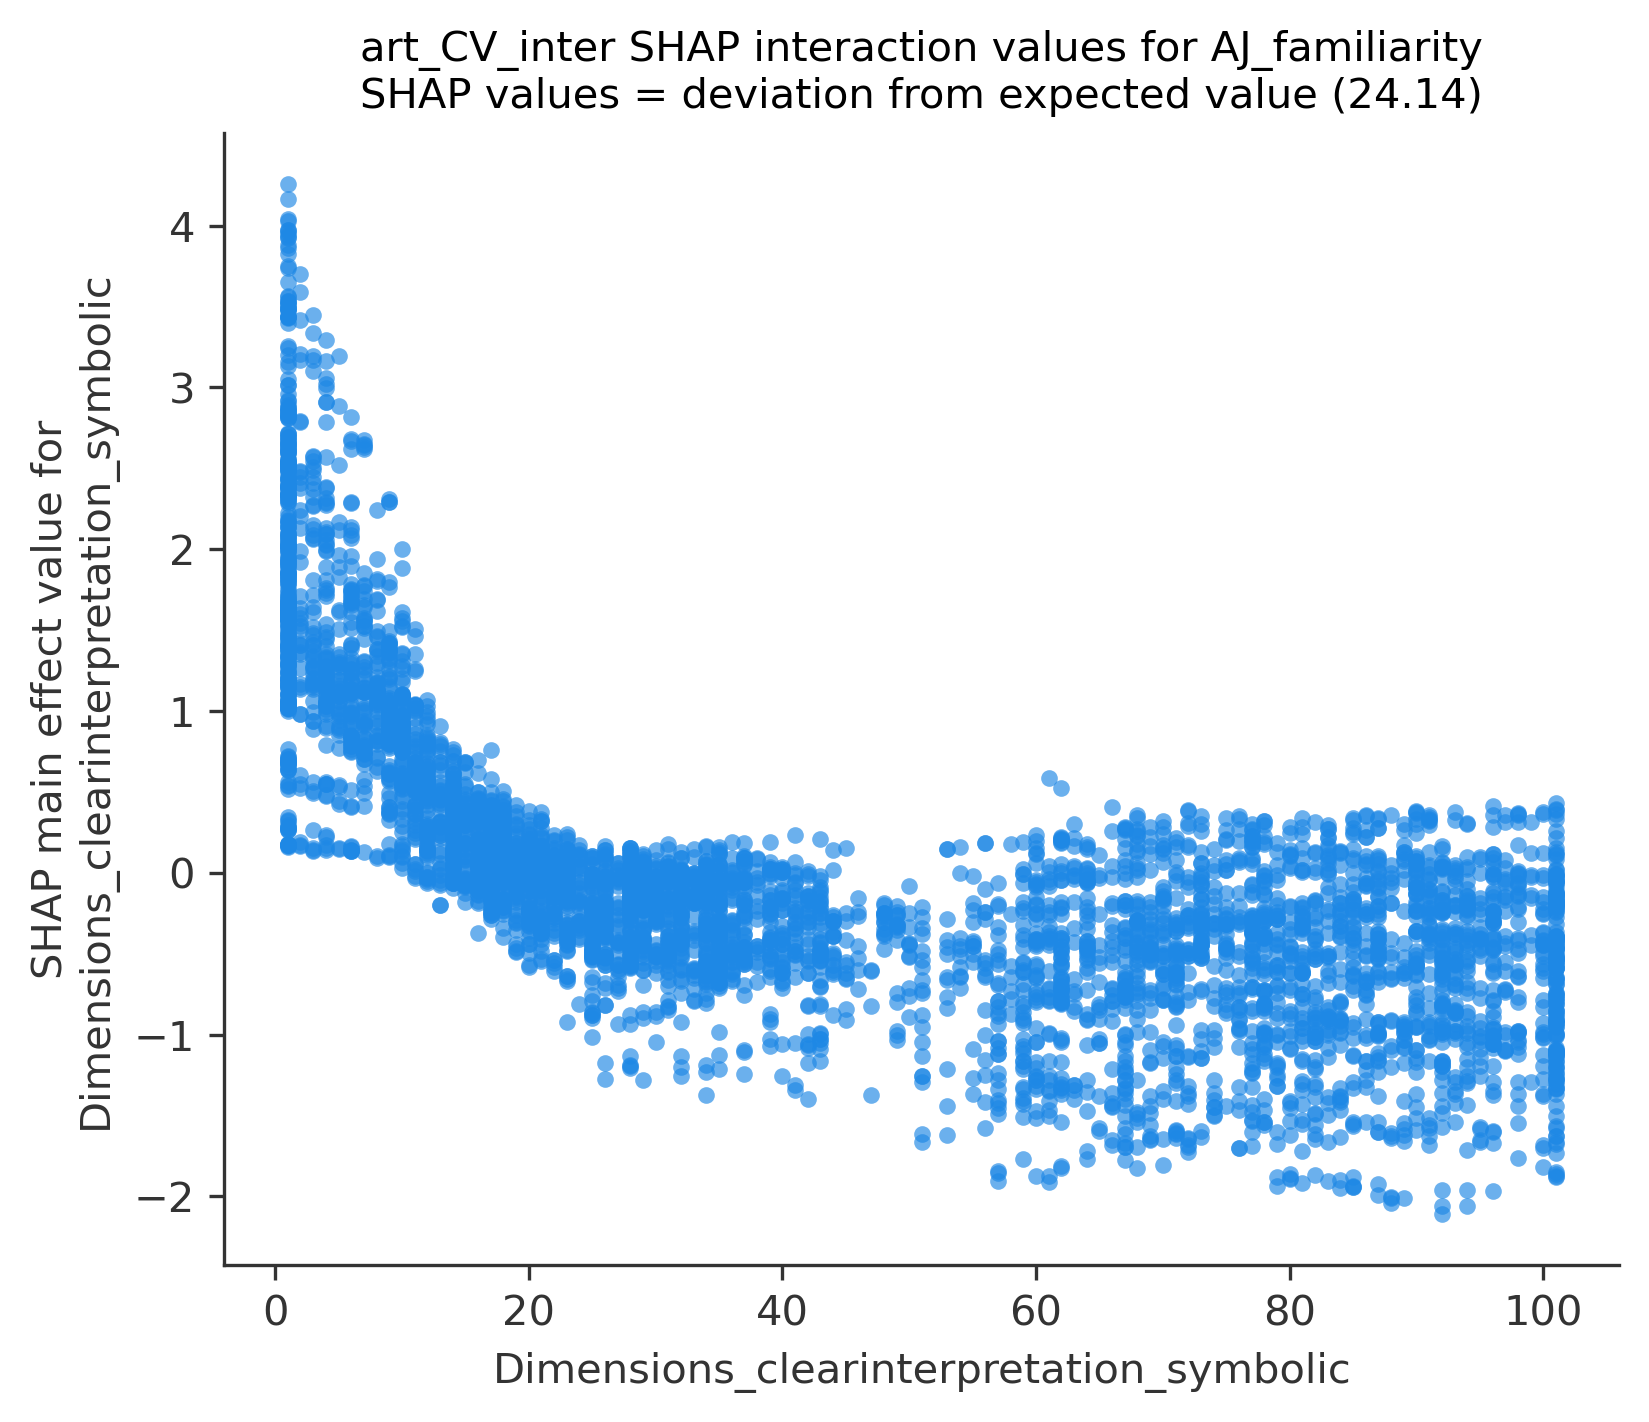 art_CV_inter SHAP interaction values for AJ_familiarity
SHAP values = deviation from expected value (24.14)
SHAP main effect value for
Dimensions_clearinterpretation_symbolic
4
3
2
1
0
−1
−2
0
20
40
60
80
100
Dimensions_clearinterpretation_symbolic